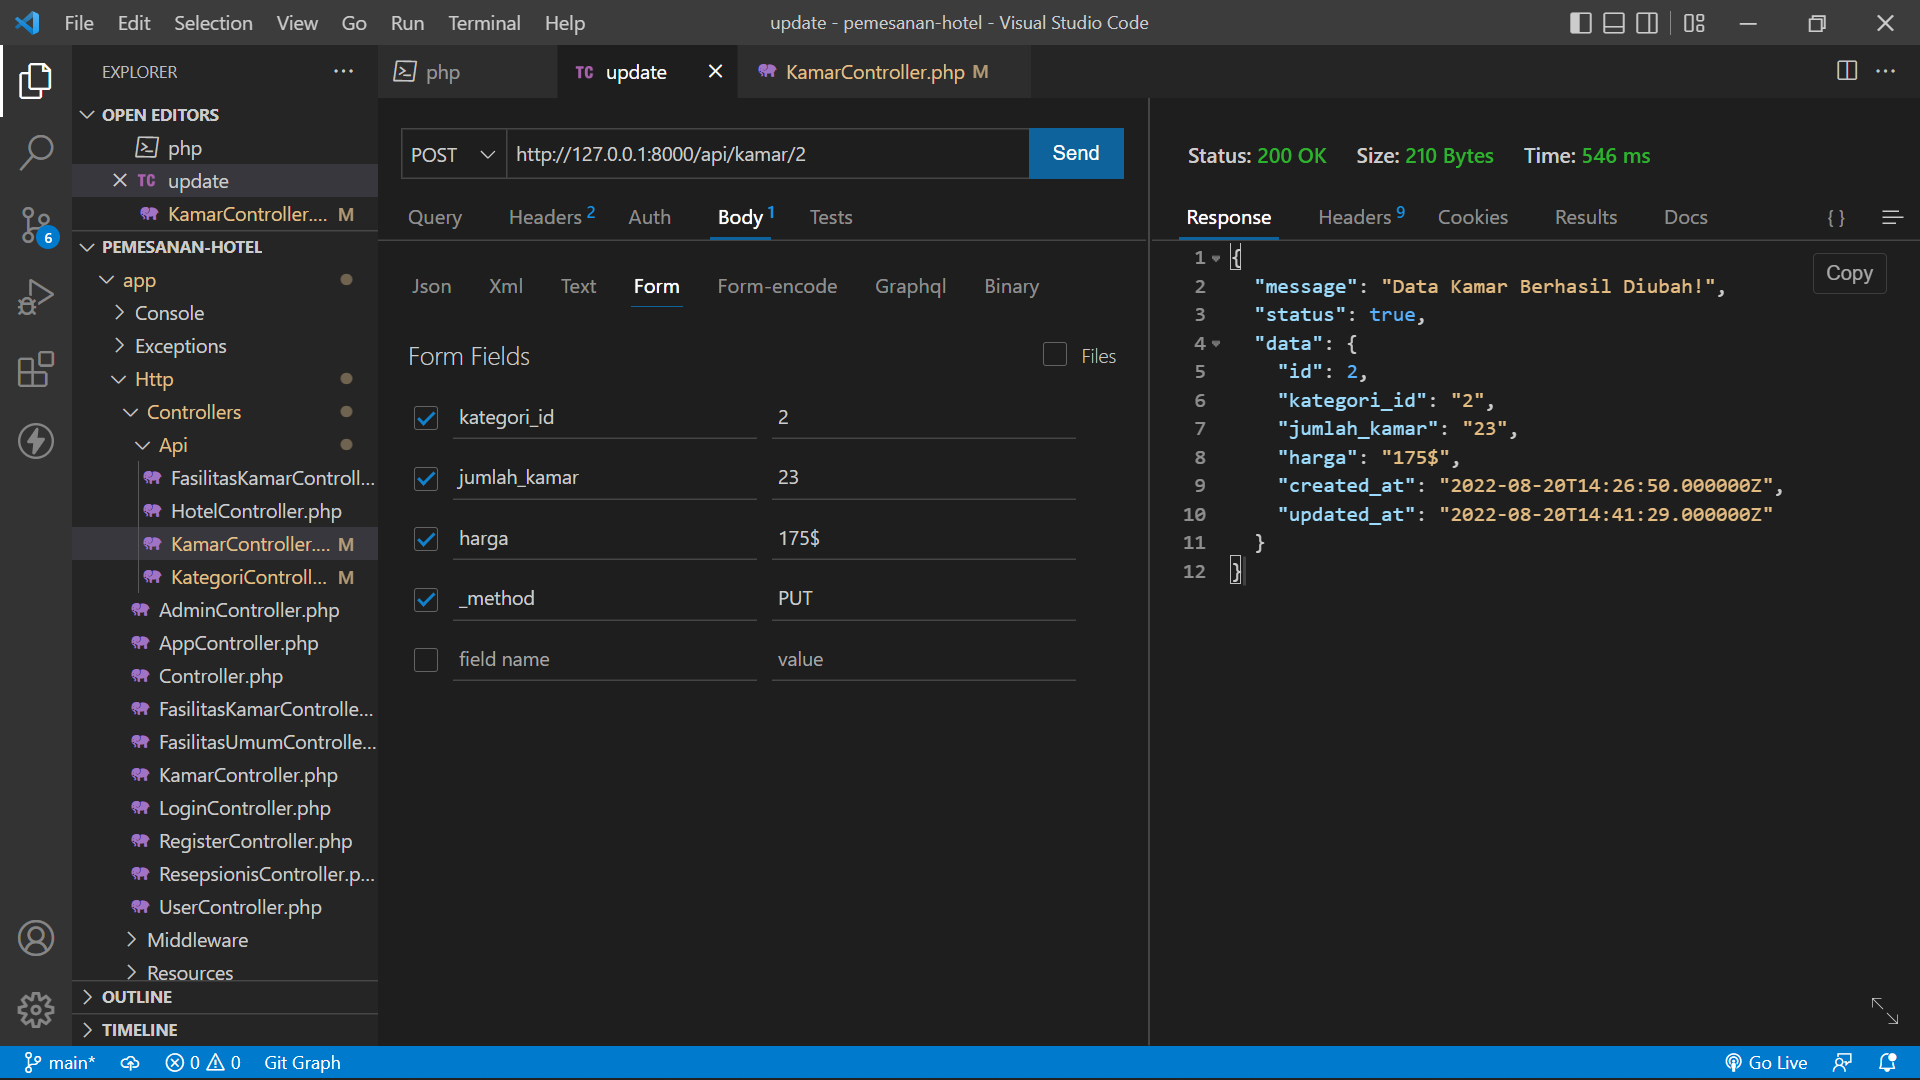 File Edit Selection View Go Run Terminal Help
update - pemesanan-hotel - Visual Studio Code
EXPLORER
OPEN EDITORS
php
TC update
KamarController.... M
PEMESANAN-HOTEL
app
Console
Exceptions
Http
Controllers
Api
FasilitasKamarControll...
HotelController.php
KamarController.... M
KategoriControll... M
AdminController.php
AppController.php
Controller.php
FasilitasKamarControlle...
FasilitasUmumControlle...
KamarController.php
LoginController.php
RegisterController.php
ResepsionisController.p...
UserController.php
Middleware
Resources
OUTLINE
TIMELINE
6
php
TC update
KamarController.php M
POST http://127.0.0.1:8000/api/kamar/2 Send
Query Headers 2 Auth Body 1 Tests
Json Xml Text Form Form-encode Graphql Binary
Form Fields Files
kategori_id 2
jumlah_kamar 23
harga 175$
_method PUT
field name value
Status: 200 OK Size: 210 Bytes Time: 546 ms
Response Headers 9 Cookies Results Docs { }
Copy
1 {
2 "message": "Data Kamar Berhasil Diubah!",
3 "status": true,
4 "data": {
5 "id": 2,
6 "kategori_id": "2",
7 "jumlah_kamar": "23",
8 "harga": "175$",
9 "created_at": "2022-08-20T14:26:50.000000Z",
10 "updated_at": "2022-08-20T14:41:29.000000Z"
11 }
12 }
main* 0 0 Git Graph Go Live